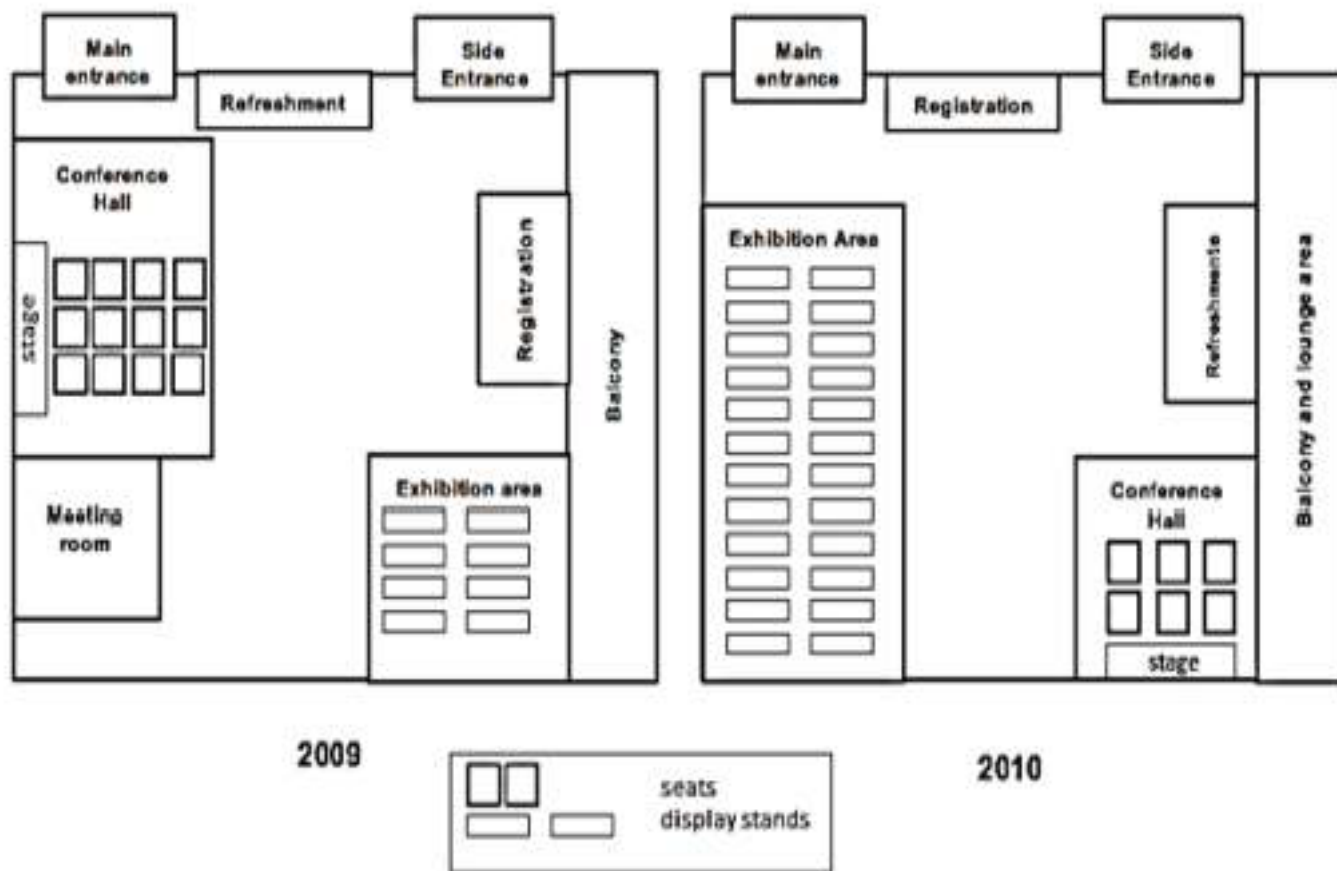 Main
entrance
Refreshment
Side
Entrance
Conference
Hall
stage
Registration
Balcony
Meeting
room
Exhibition area
2009
Main
entrance
Registration
Side
Entrance
Exhibition Area
Refreshments
Balcony and lounge area
Conference
Hall
stage
2010
seats
display stands